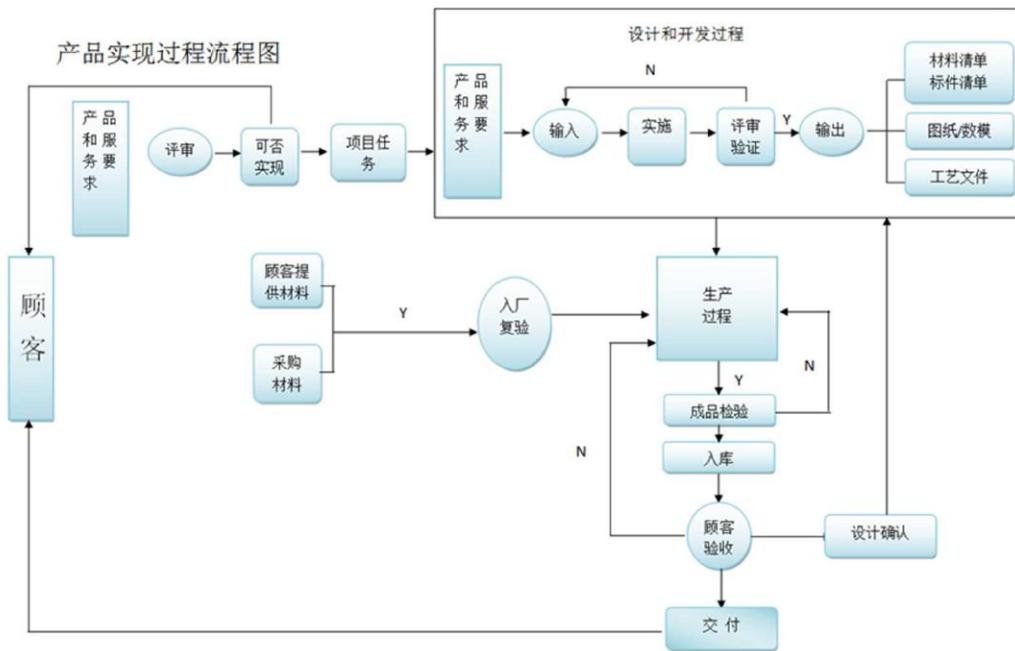 产品实现过程流程图
设计和开发过程
产品
和服
务要
求
评审
可否
实现
项目任
务
产品
和服
务要
求
输入
实施
N
评审
验证
Y
输出
材料清单
标件清单
图纸/数模
工艺文件
顾客
顾客提
供材料
采购
材料
Y
入厂
复验
生产
过程
Y
N
成品检验
入库
N
顾客
验收
设计确认
交付